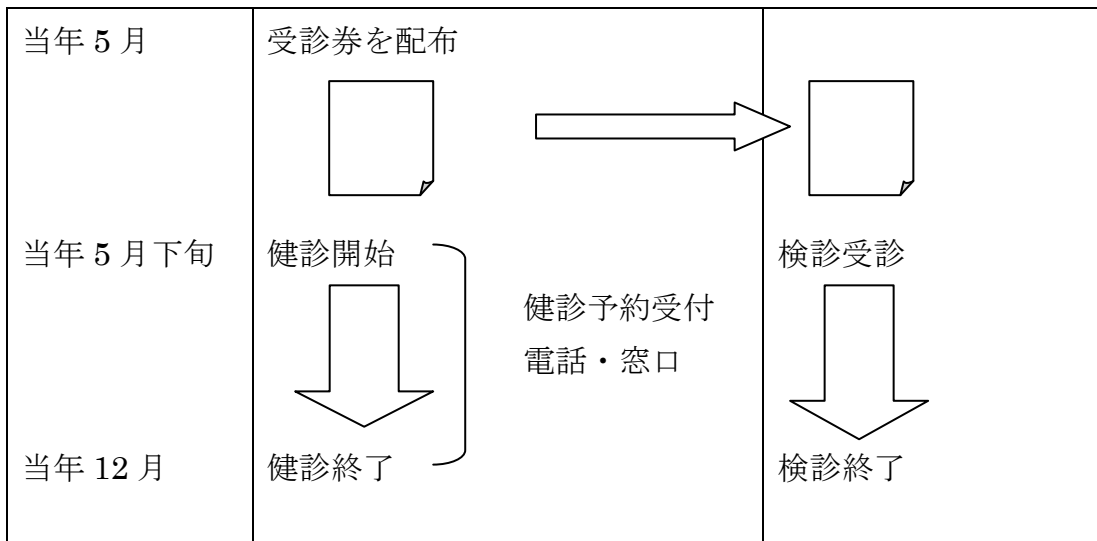 当年 5 月
受診券を配布
当年 5 月下旬
健診開始
検診受診
健診予約受付
電話・窓口
当年 12 月
健診終了
検診終了